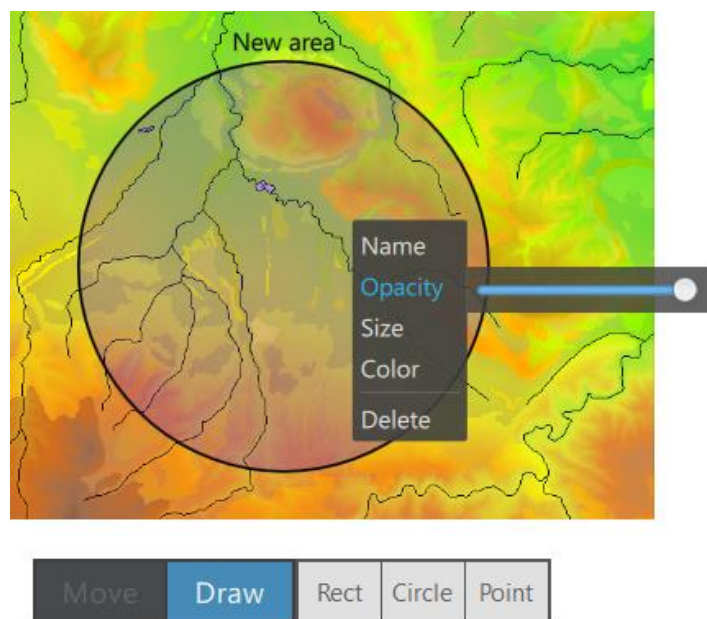 New area
Name
Opacity
Size
Color
Delete
Move Draw Rect Circle Point